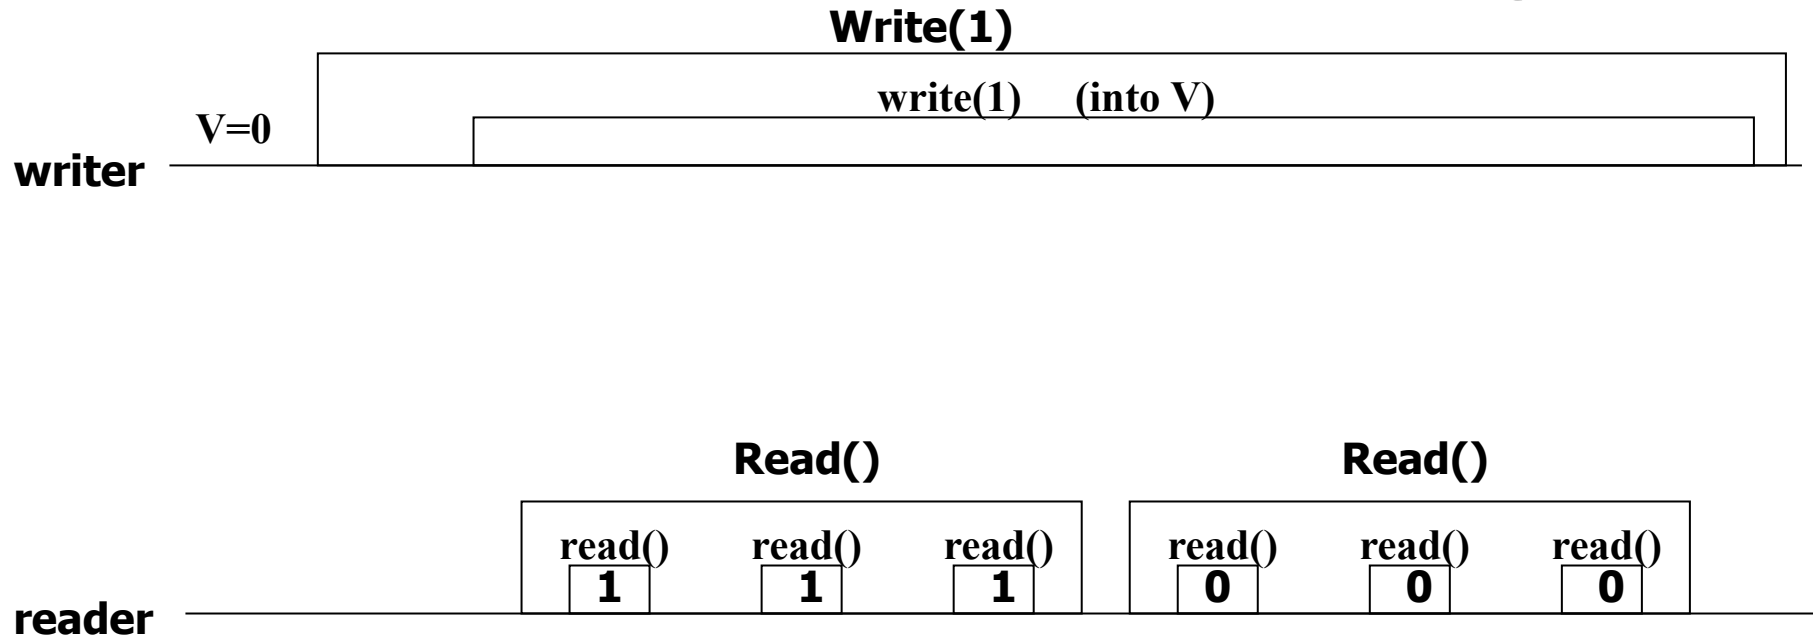 Write(1)
write(1) (into V)
V=0
writer
Read() Read()
read() read() read() read() read() read()
1 1 1 0 0 0
reader